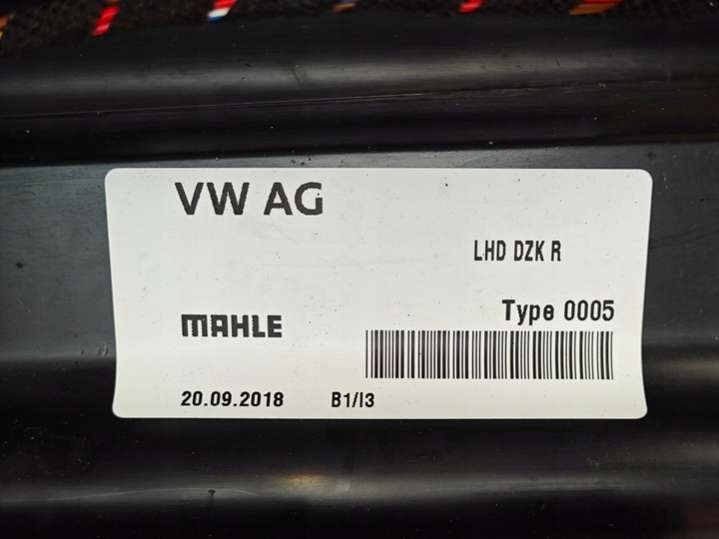 VW AG
LHD DZK R
MAHLE
Type 0005
20.09.2018 B1/I3